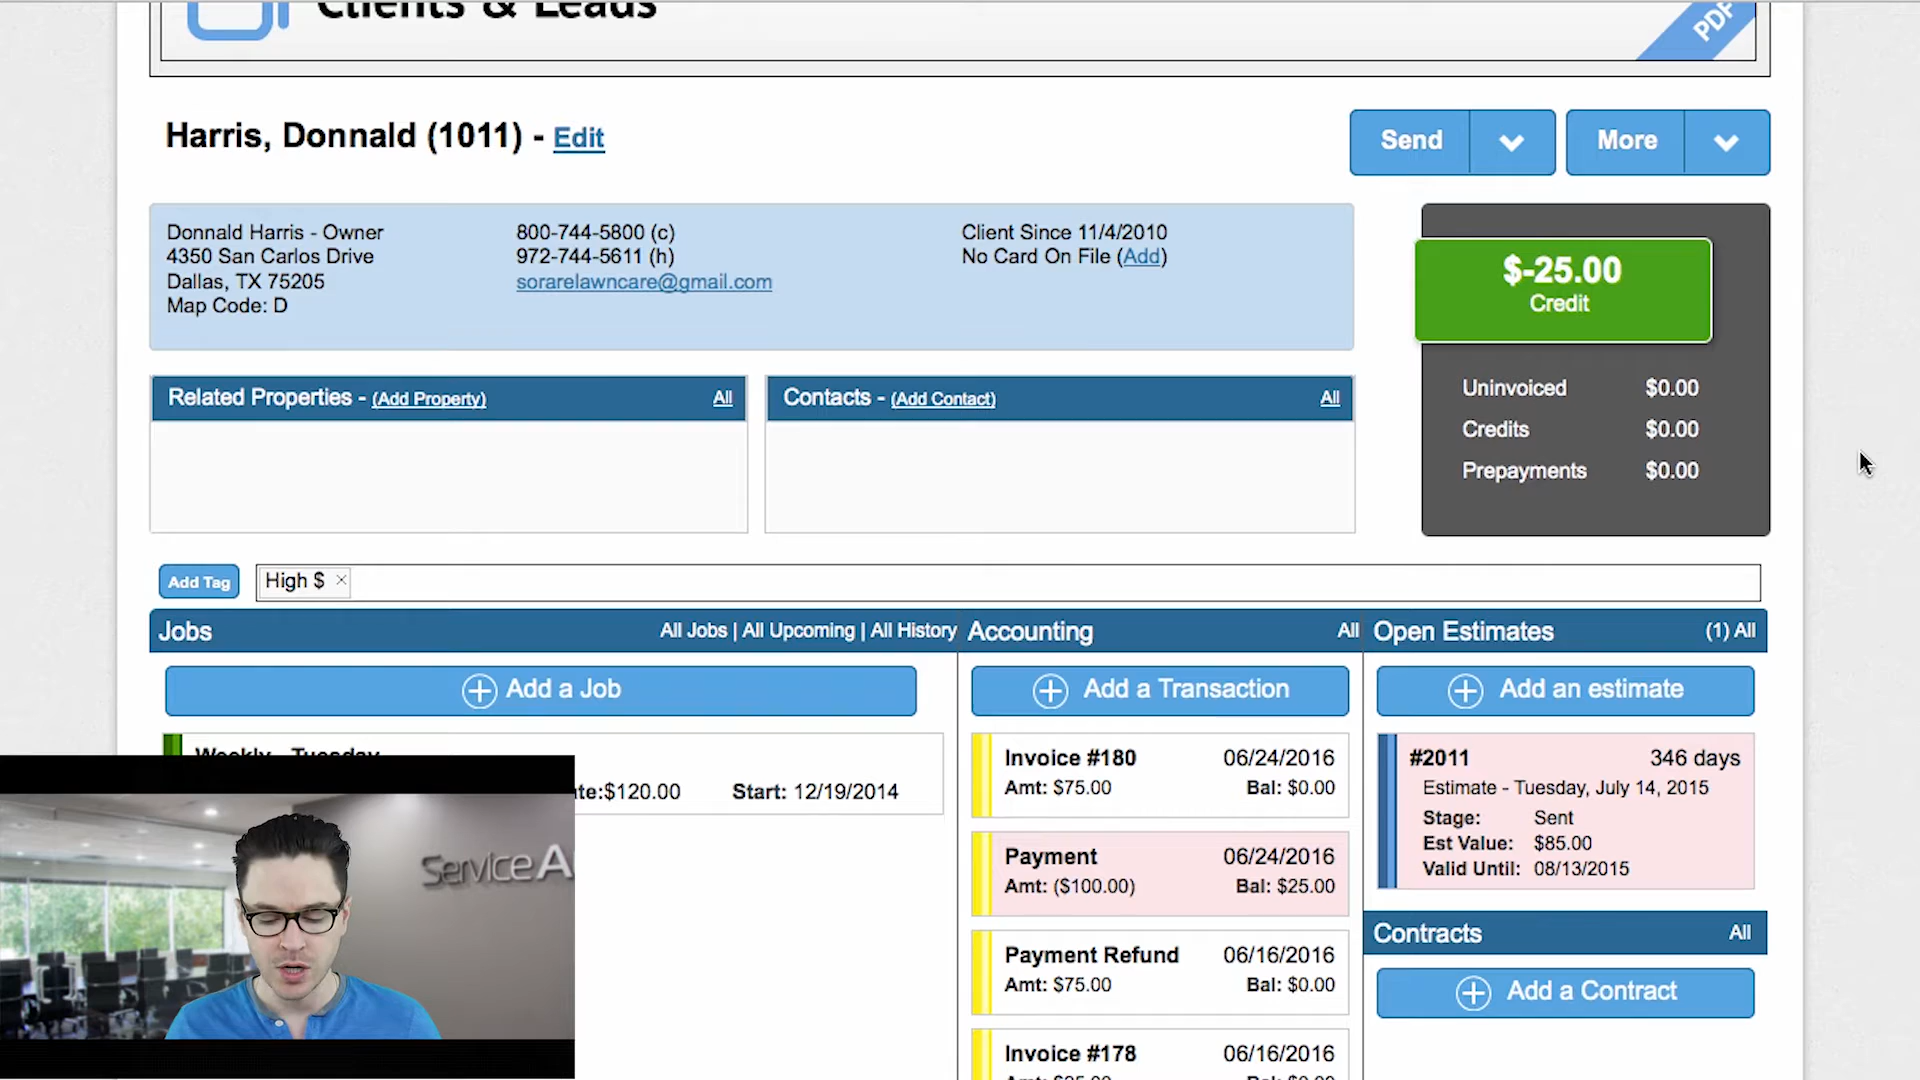 Clients & Leads
PDF
Harris, Donnald (1011) - Edit
Send
More
Donnald Harris - Owner
4350 San Carlos Drive
Dallas, TX 75205
Map Code: D
800-744-5800 (c)
972-744-5611 (h)
sorarelawncare@gmail.com
Client Since 11/4/2010
No Card On File (Add)
$-25.00
Credit
Uninvoiced $0.00
Credits $0.00
Prepayments $0.00
Related Properties - (Add Property) All
Contacts - (Add Contact) All
Add Tag High $ ×
Jobs All Jobs | All Upcoming | All History
Add a Job
Weekly - Tuesday
te:$120.00 Start: 12/19/2014
Accounting All
Add a Transaction
Invoice #180 06/24/2016
Amt: $75.00 Bal: $0.00
Payment 06/24/2016
Amt: ($100.00) Bal: $25.00
Payment Refund 06/16/2016
Amt: $75.00 Bal: $0.00
Invoice #178 06/16/2016
Open Estimates (1) All
Add an estimate
#2011 346 days
Estimate - Tuesday, July 14, 2015
Stage: Sent
Est Value: $85.00
Valid Until: 08/13/2015
Contracts All
Add a Contract
ServiceA